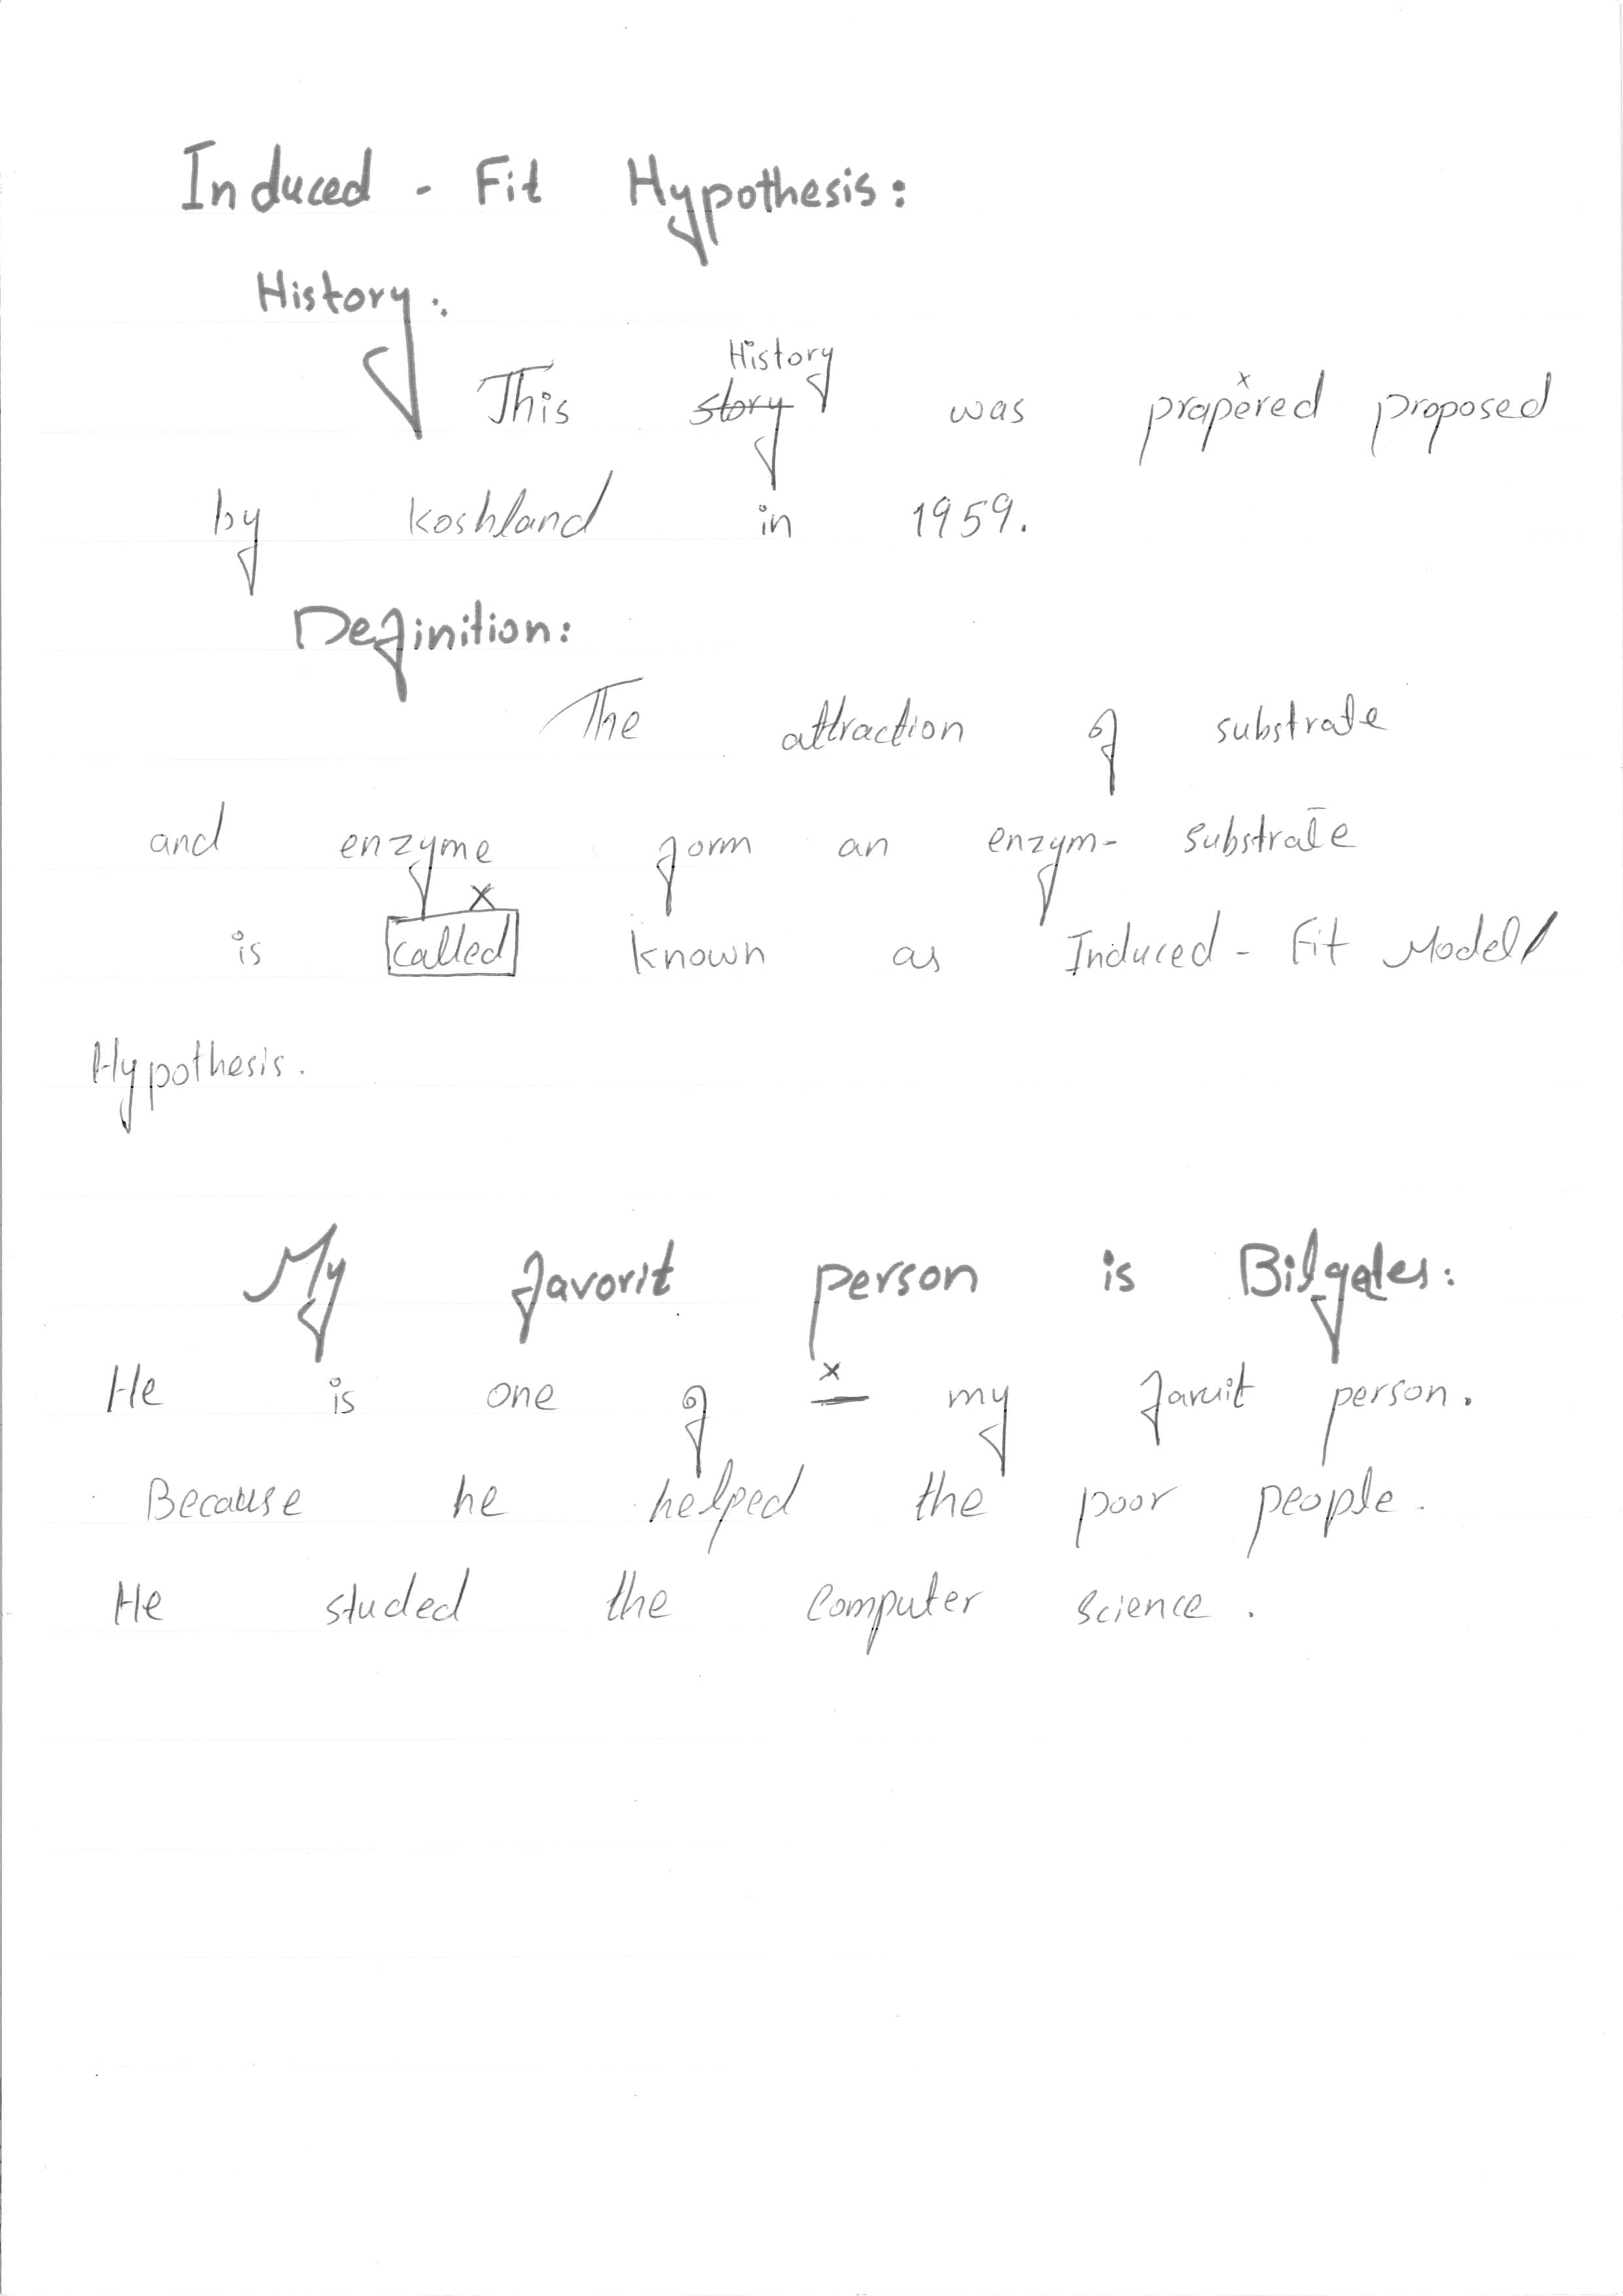 Induced - Fit Hypothesis:
History:
History
This story was prapered proposed
by Koshland in 1959.
Definition:
The attraction of substrate
and enzyme form an enzym- substrate
is called known as Induced - Fit Model/
Hypothesis.
My favorit person is Bilgates:
He is one of my favuit person.
Because he helped the poor people.
He studed the computer science.